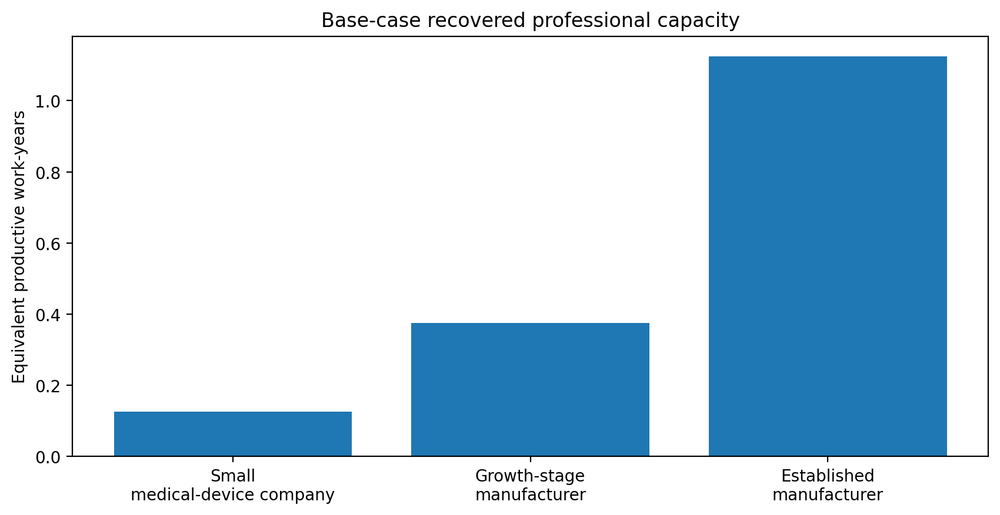 Base-case recovered professional capacity
Equivalent productive work-years
1.0
0.8
0.6
0.4
0.2
0.0
Small
medical-device company
Growth-stage
manufacturer
Established
manufacturer